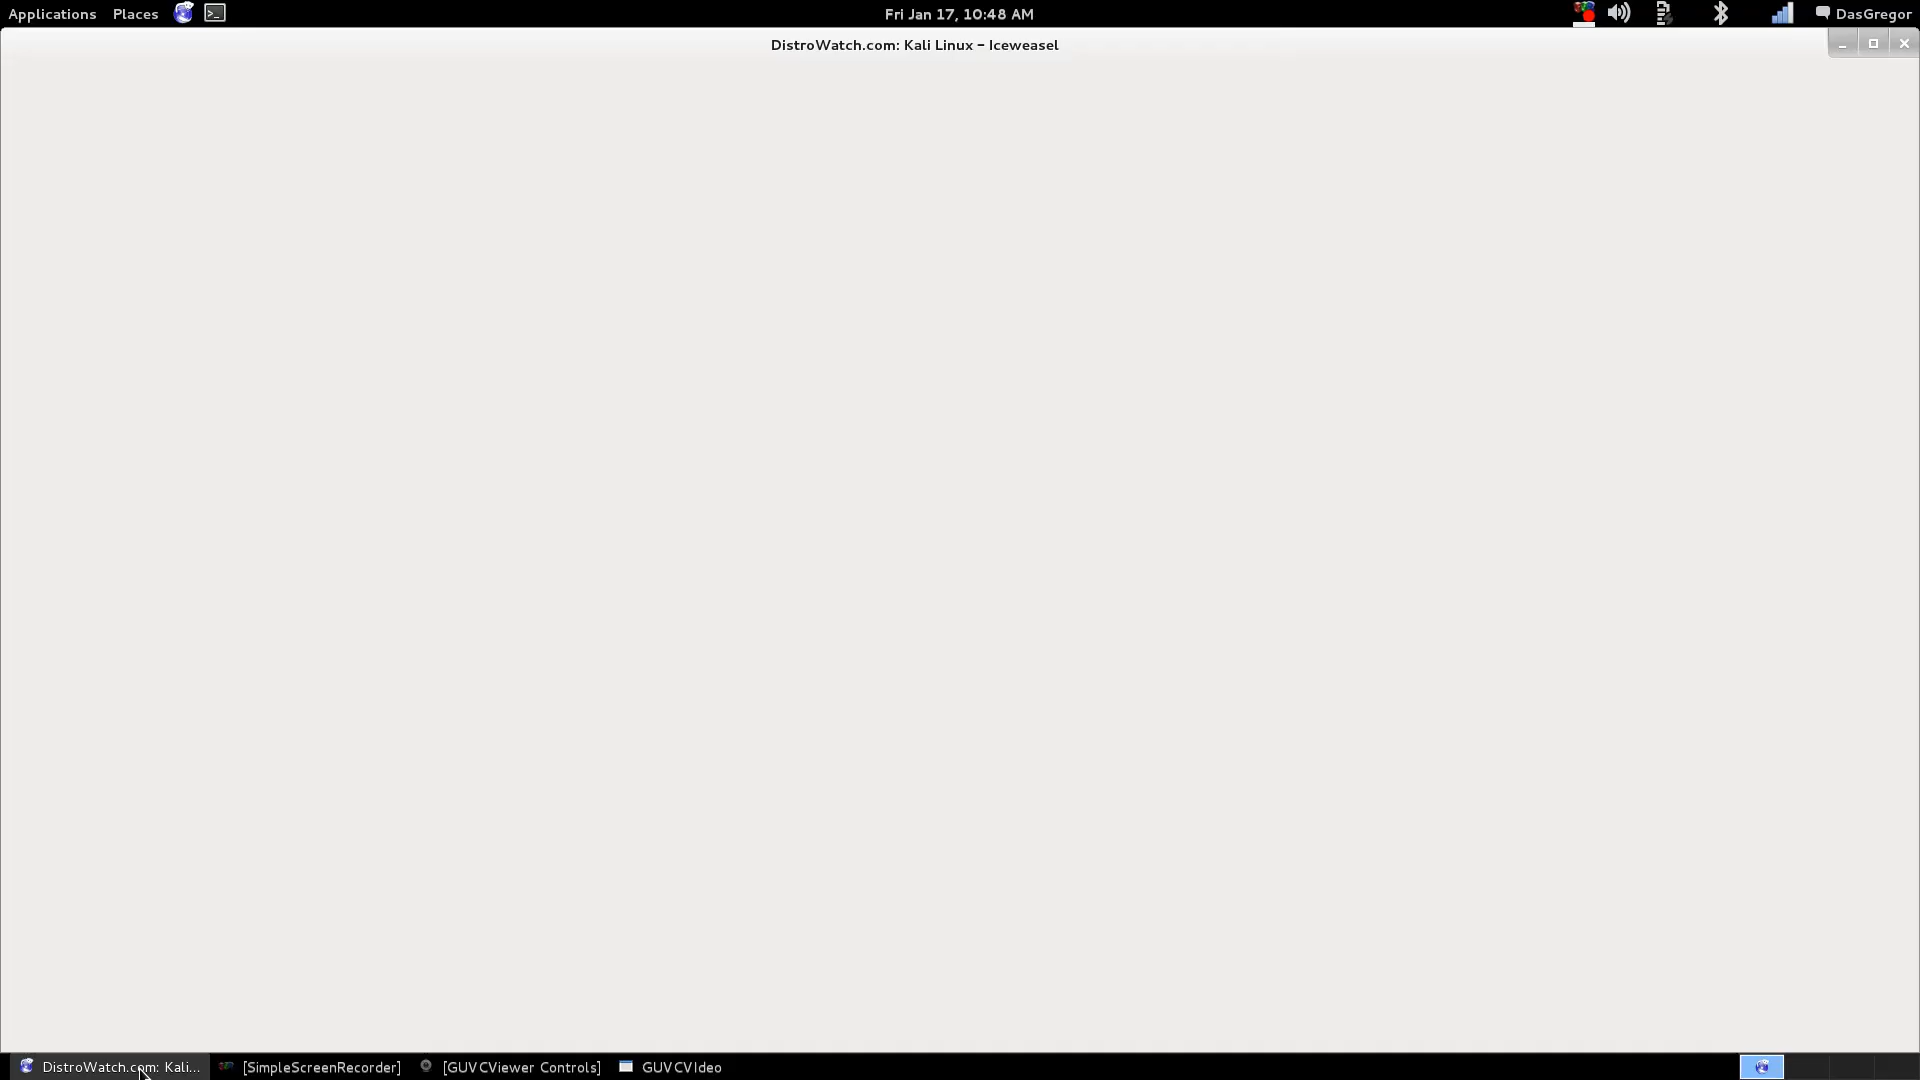 Applications Places Fri Jan 17, 10:48 AM DasGregor
DistroWatch.com: Kali Linux - Iceweasel
DistroWatch.com: Kali... [SimpleScreenRecorder] [GUVCViewer Controls] GUVCVIdeo